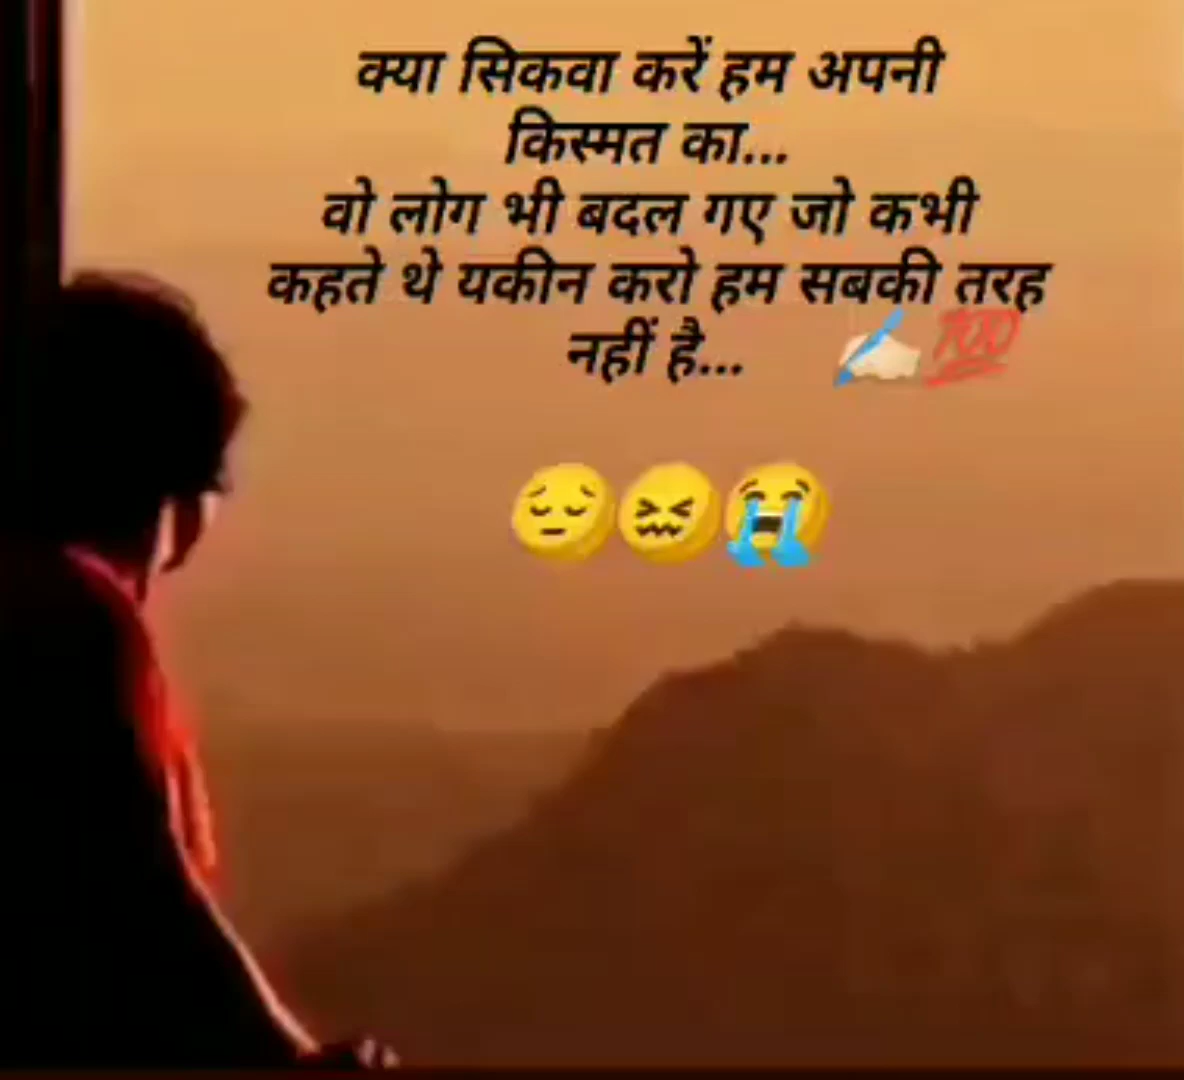 क्या सिकवा करें हम अपनी
किस्मत का...
वो लोग भी बदल गए जो कभी
कहते थे यकीन करो हम सबकी तरह
नहीं है... ✍🏻💯
😔😖😭